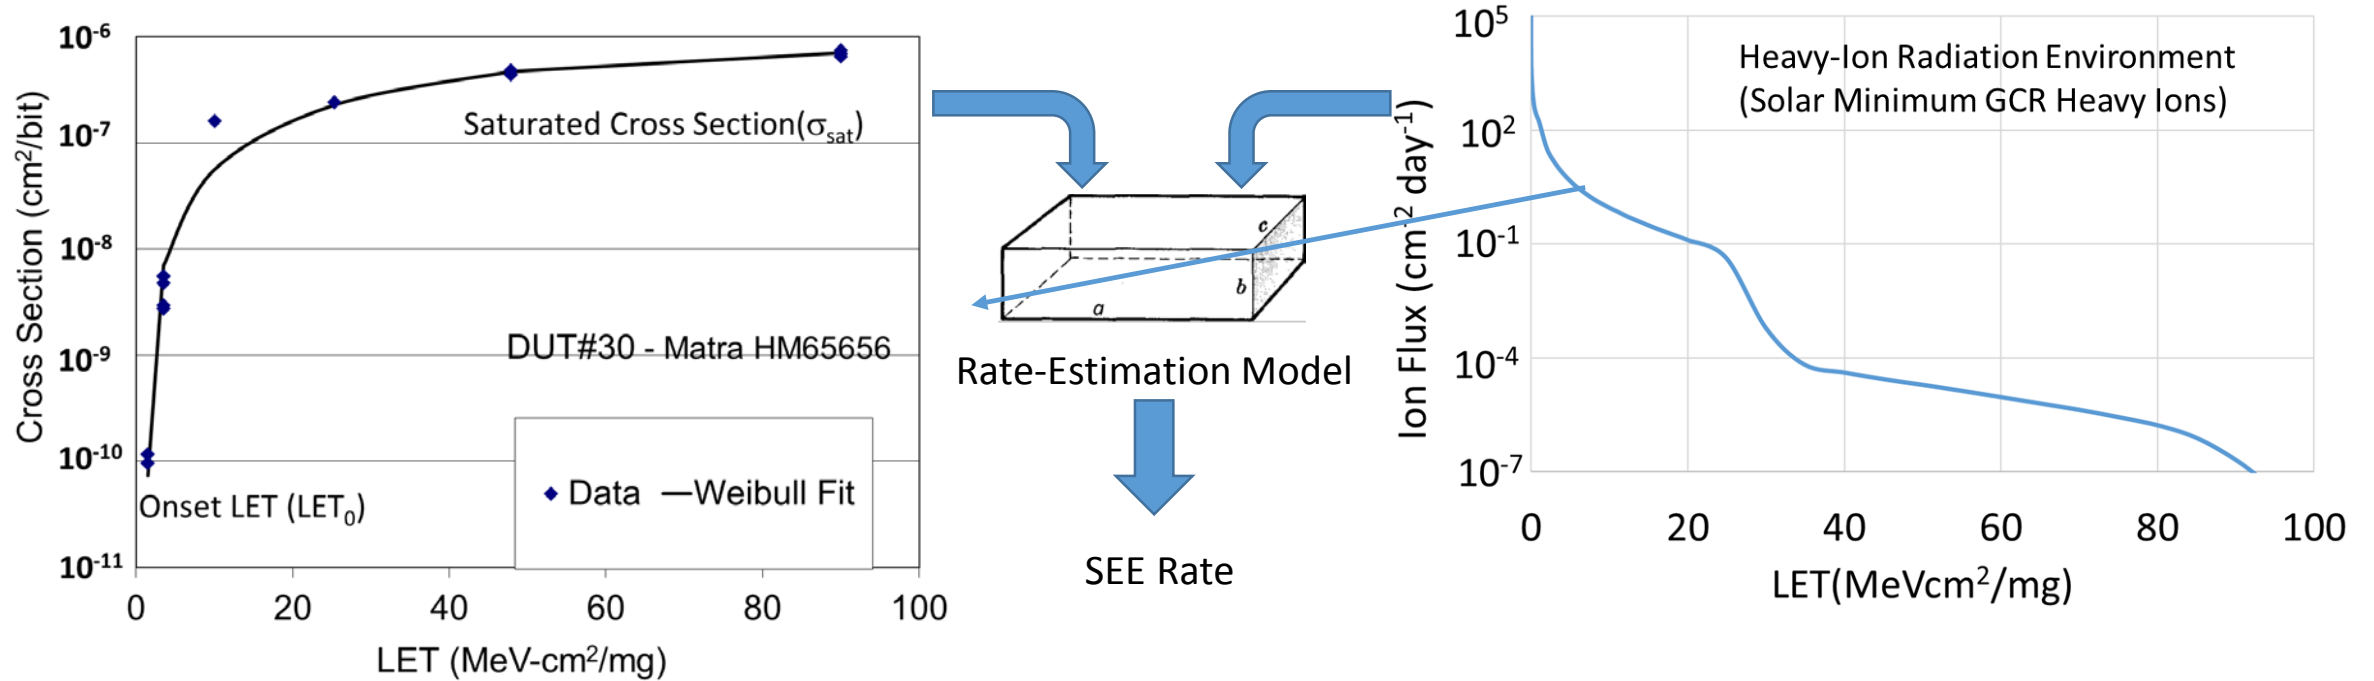 10⁻⁶
10⁻⁷
10⁻⁸
10⁻⁹
10⁻¹⁰
10⁻¹¹
Cross Section (cm²/bit)
Saturated Cross Section(σsat)
DUT#30 - Matra HM65656
Data
Weibull Fit
Onset LET (LET₀)
0 20 40 60 80 100
LET (MeV-cm²/mg)
c
b
a
Rate-Estimation Model
SEE Rate
Heavy-Ion Radiation Environment
(Solar Minimum GCR Heavy Ions)
10⁵
10²
10⁻¹
10⁻⁴
10⁻⁷
Ion Flux (cm² day⁻¹)
0 20 40 60 80 100
LET(MeVcm²/mg)